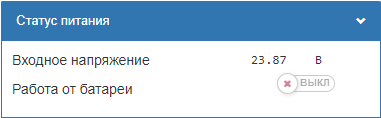 Статус питания
Входное напряжение 23.87 В
Работа от батареи ВЫКЛ